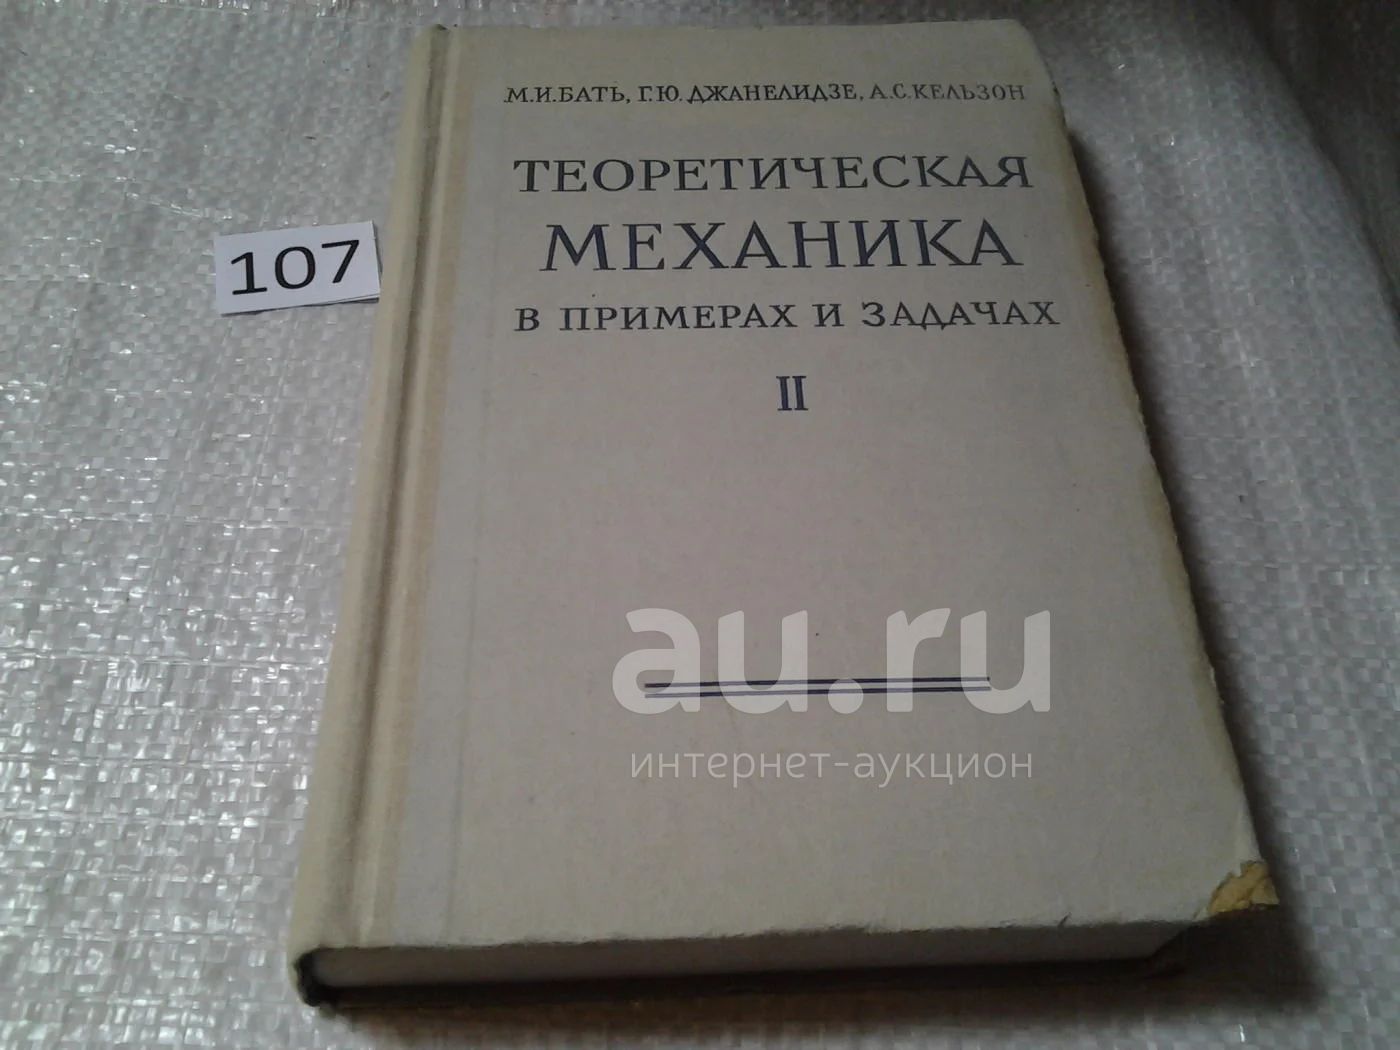 М.И.БАТЬ, Г.Ю.ДЖАНЕЛИДЗЕ, А.С.КЕЛЬЗОН
ТЕОРЕТИЧЕСКАЯ
МЕХАНИКА
В ПРИМЕРАХ И ЗАДАЧАХ
II
107
au.ru
интернет-аукцион